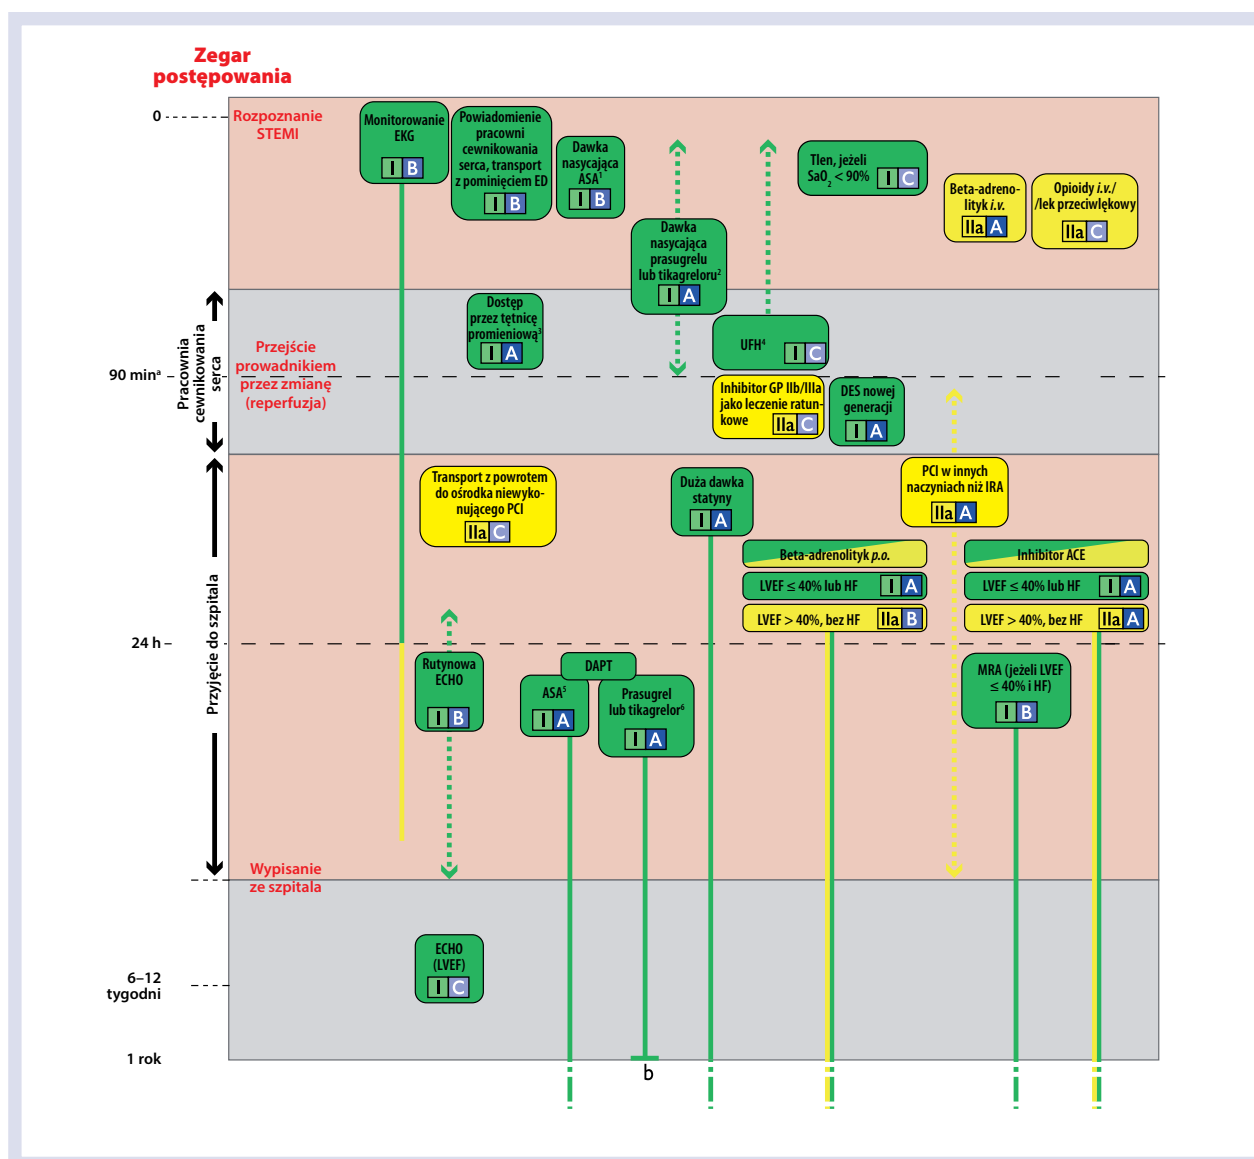 Zegar
postępowania
0
Rozpoznanie
STEMI
Monitorowanie
EKG
I B
Powiadomienie
pracowni
cewnikowania
serca, transport
z pominięciem ED
I B
Dawka
nasycająca
ASA¹
I B
Dawka
nasycająca
prasugrelu
lub tikagreloru²
I A
Tlen, jeżeli
SaO₂ < 90%
I C
Beta-adreno-
lityk i.v.
IIa A
Opioidy i.v./
/lek przeciwlękowy
IIa C
Pracownia
cewnikowania
serca
Dostęp
przez tętnicę
promieniową³
I A
UFH⁴
I C
90 minᵃ
Przejście
prowadnikiem
przez zmianę
(reperfuzja)
Inhibitor GP IIb/IIIa
jako leczenie ratun-
kowe
IIa C
DES nowej
generacji
I A
Przyjęcie do szpitala
Transport z powrotem
do ośrodka niewyko-
nującego PCI
IIa C
Duża dawka
statyny
I A
PCI w innych
naczyniach niż IRA
IIa A
Beta-adrenolityk p.o.
LVEF ≤ 40% lub HF
I A
LVEF > 40%, bez HF
IIa B
Inhibitor ACE
LVEF ≤ 40% lub HF
I A
LVEF > 40%, bez HF
IIa A
24 h
Rutynowa
ECHO
I B
DAPT
ASA⁵
I A
Prasugrel
lub tikagrelor⁶
I A
MRA (jeżeli LVEF
≤ 40% i HF)
I B
Wypisanie
ze szpitala
ECHO
(LVEF)
I C
6–12
tygodni
1 rok
b